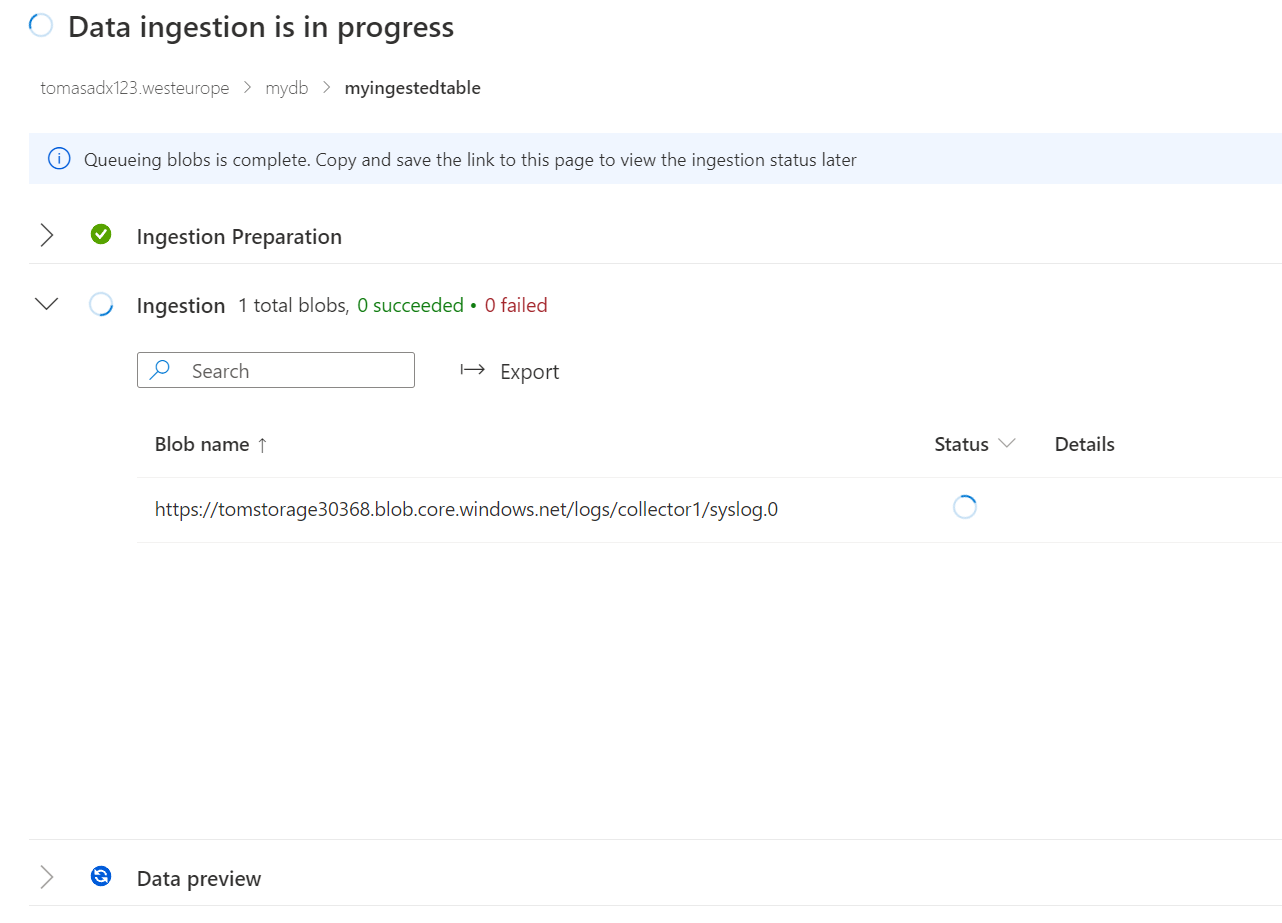 Data ingestion is in progress
tomasadx123.westeurope > mydb > myingestedtable
Queueing blobs is complete. Copy and save the link to this page to view the ingestion status later
Ingestion Preparation
Ingestion 1 total blobs, 0 succeeded • 0 failed
Search Export
Blob name ↑ Status Details
https://tomstorage30368.blob.core.windows.net/logs/collector1/syslog.0
Data preview